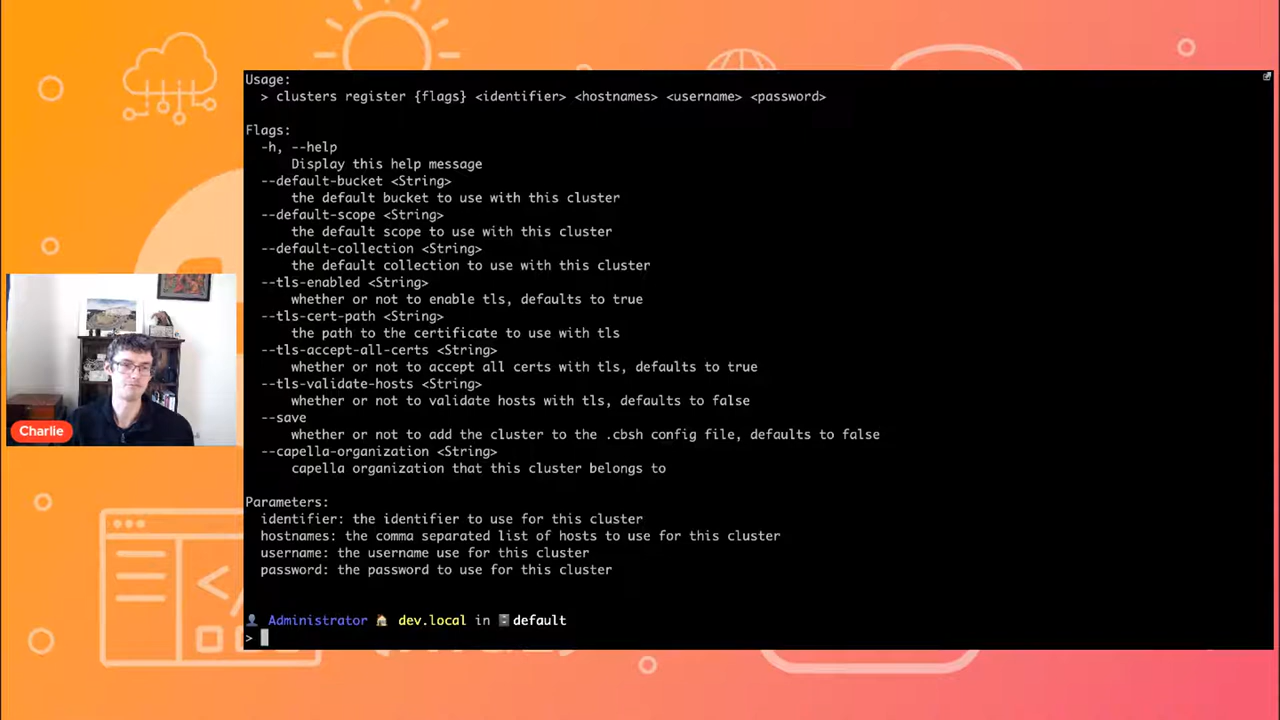 Usage:
> clusters register {flags} <identifier> <hostnames> <username> <password>
Flags:
-h, --help
Display this help message
--default-bucket <String>
the default bucket to use with this cluster
--default-scope <String>
the default scope to use with this cluster
--default-collection <String>
the default collection to use with this cluster
--tls-enabled <String>
whether or not to enable tls, defaults to true
--tls-cert-path <String>
the path to the certificate to use with tls
--tls-accept-all-certs <String>
whether or not to accept all certs with tls, defaults to true
--tls-validate-hosts <String>
whether or not to validate hosts with tls, defaults to false
--save
whether or not to add the cluster to the .cbsh config file, defaults to false
--capella-organization <String>
capella organization that this cluster belongs to
Parameters:
identifier: the identifier to use for this cluster
hostnames: the comma separated list of hosts to use for this cluster
username: the username use for this cluster
password: the password to use for this cluster
Administrator dev.local in default
>
Charlie